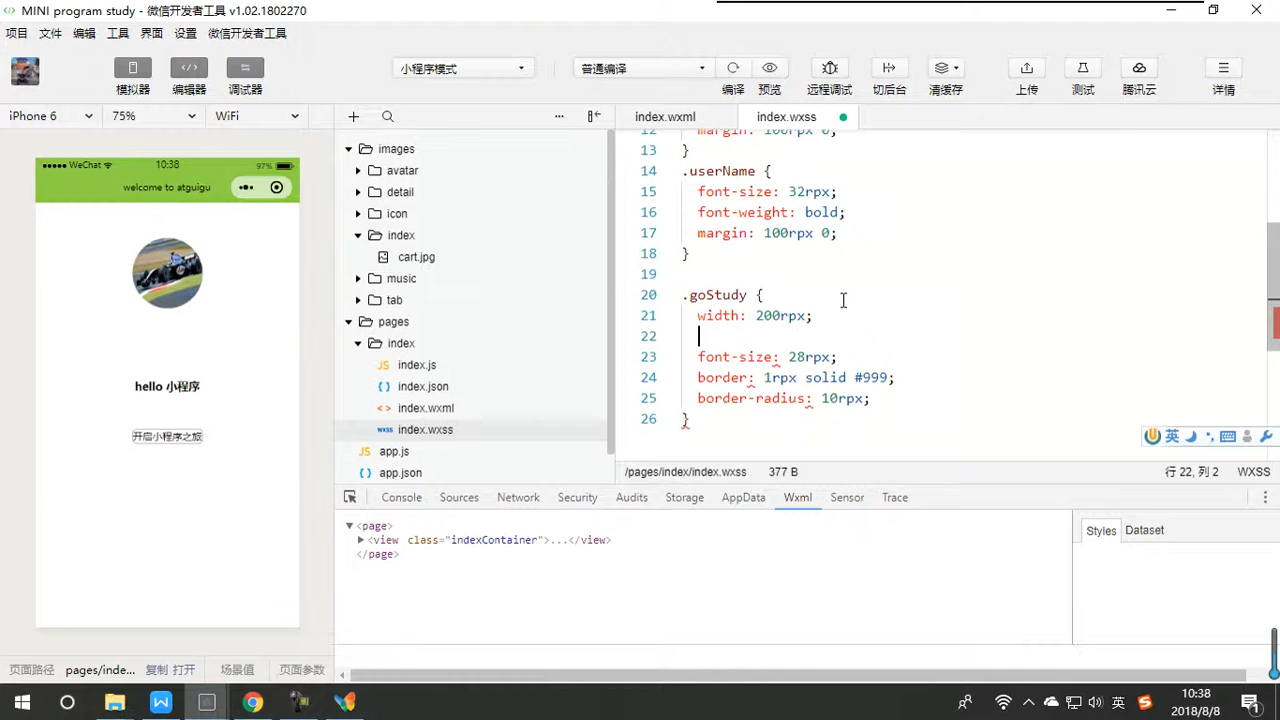 MINI program study - 微信开发者工具 v1.02.1802270
项目 文件 编辑 工具 界面 设置 微信开发者工具
模拟器 编辑器 调试器 小程序模式 普通编译 编译 预览 远程调试 切后台 清缓存 上传 测试 腾讯云 详情
iPhone 6 75% WiFi
●●●●● WeChat 10:38 97%
welcome to atguigu
hello 小程序
开启小程序之旅
images
avatar
detail
icon
index
cart.jpg
music
tab
pages
index
JS index.js
{ } index.json
< > index.wxml
wxss index.wxss
JS app.js
{ } app.json
index.wxml index.wxss
12 margin: 100rpx 0;
13 }
14 .userName {
15 font-size: 32rpx;
16 font-weight: bold;
17 margin: 100rpx 0;
18 }
19
20 .goStudy {
21 width: 200rpx;
22
23 font-size: 28rpx;
24 border: 1rpx solid #999;
25 border-radius: 10rpx;
26 }
英
/pages/index/index.wxss 377 B 行 22, 列 2 WXSS
Console Sources Network Security Audits Storage AppData Wxml Sensor Trace
<page>
<view class="indexContainer">...</view>
</page>
Styles Dataset
页面路径 pages/inde... 复制 打开 场景值 页面参数
英 10:38
2018/8/8
1